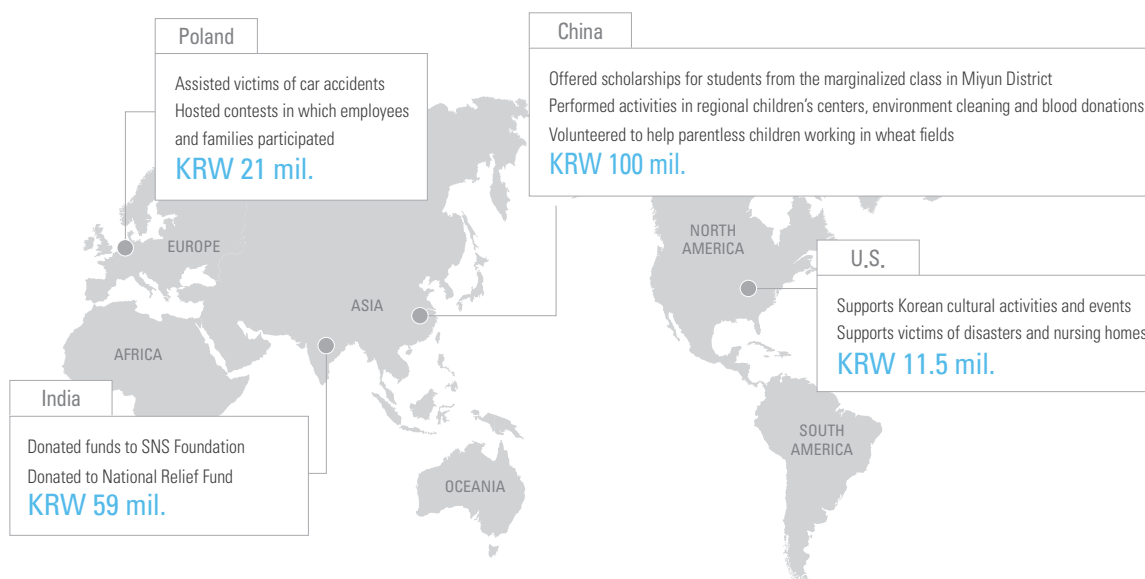 Poland
Assisted victims of car accidents
Hosted contests in which employees
and families participated
KRW 21 mil.
China
Offered scholarships for students from the marginalized class in Miyun District
Performed activities in regional children's centers, environment cleaning and blood donations
Volunteered to help parentless children working in wheat fields
KRW 100 mil.
NORTH
AMERICA
EUROPE
U.S.
Supports Korean cultural activities and events
Supports victims of disasters and nursing homes
KRW 11.5 mil.
ASIA
AFRICA
India
Donated funds to SNS Foundation
Donated to National Relief Fund
KRW 59 mil.
SOUTH
AMERICA
OCEANIA